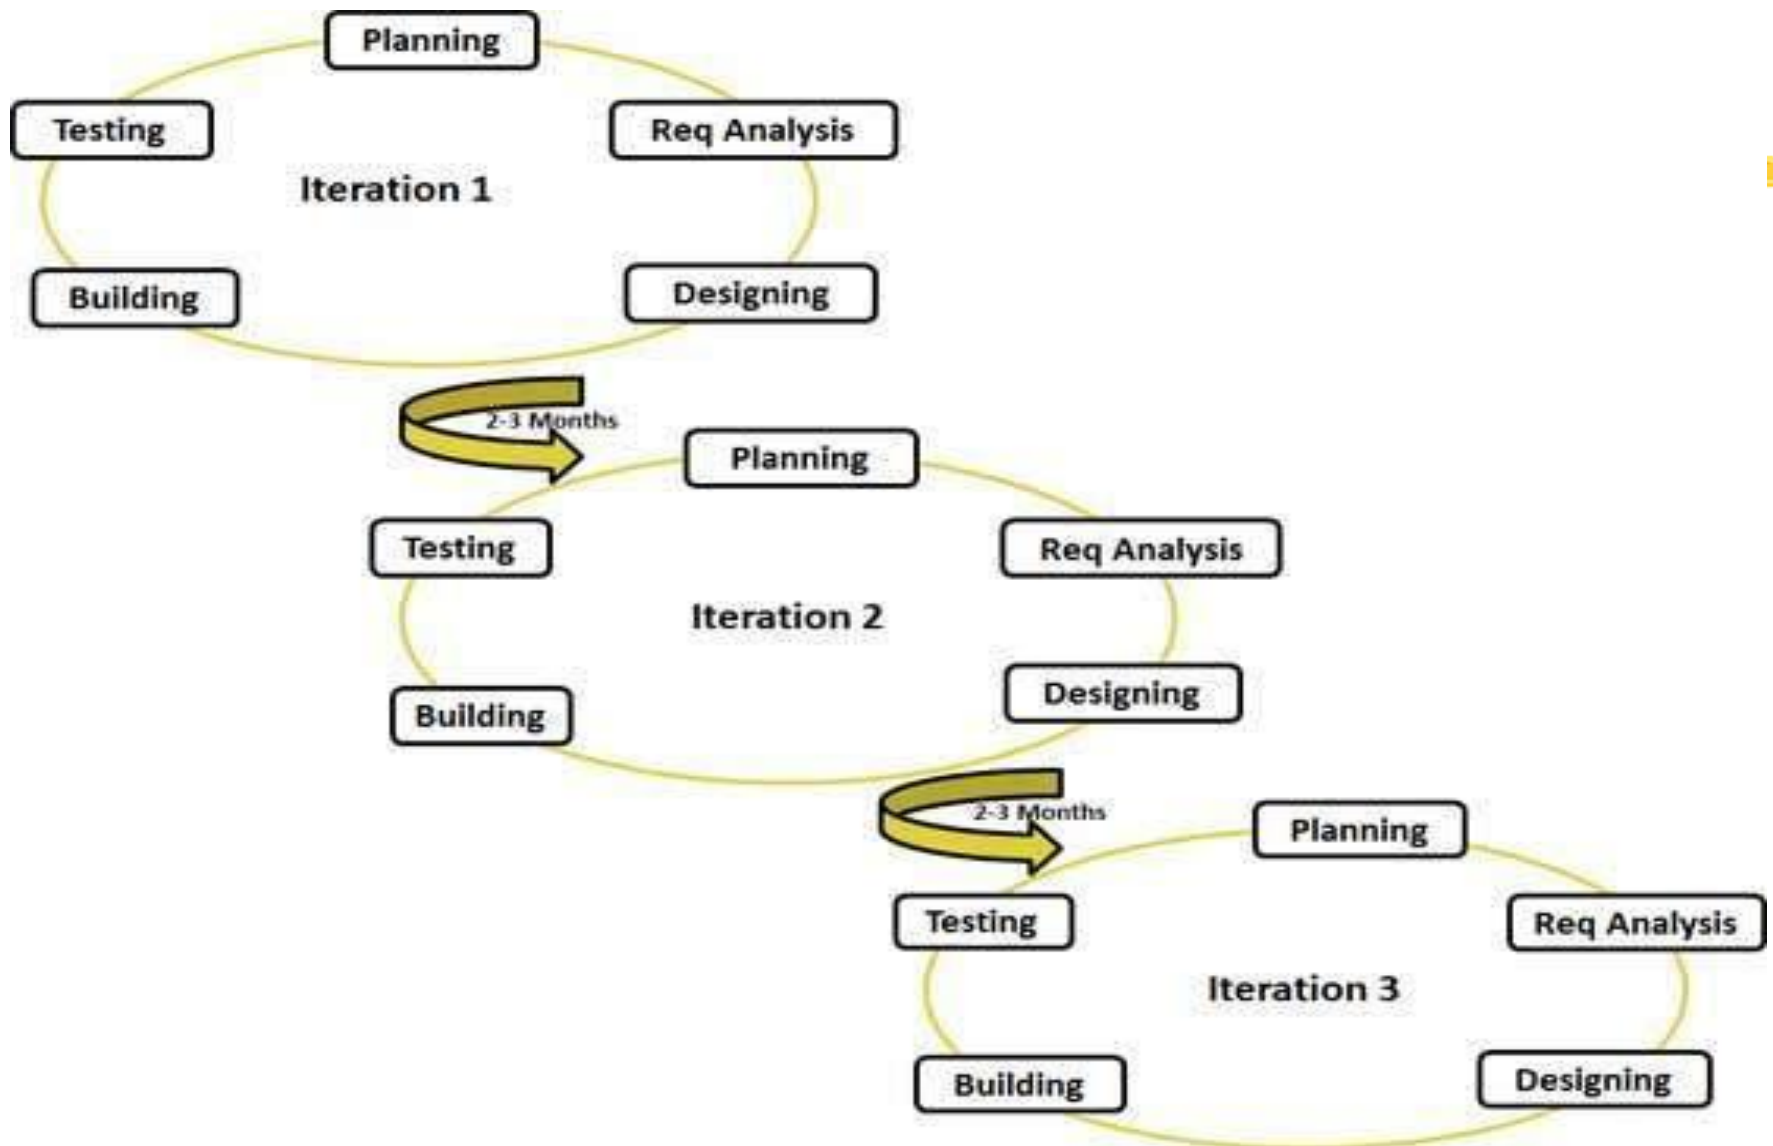 Planning
Testing
Req Analysis
Iteration 1
Building
Designing
2-3 Months
Planning
Testing
Req Analysis
Iteration 2
Building
Designing
2-3 Months
Planning
Testing
Req Analysis
Iteration 3
Building
Designing